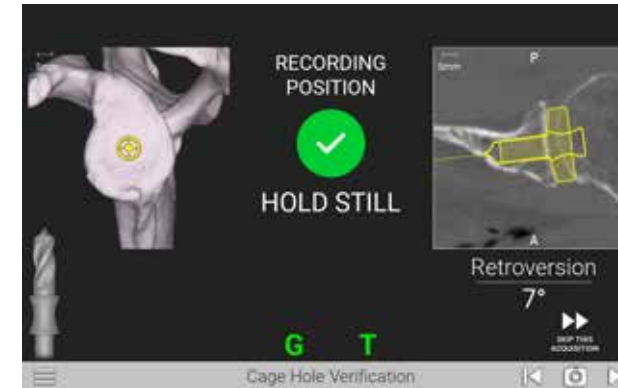 RECORDING
POSITION
HOLD STILL
5mm
P
A
Retroversion
7°
SKIP THIS
ACQUISITION
G T
Cage Hole Verification